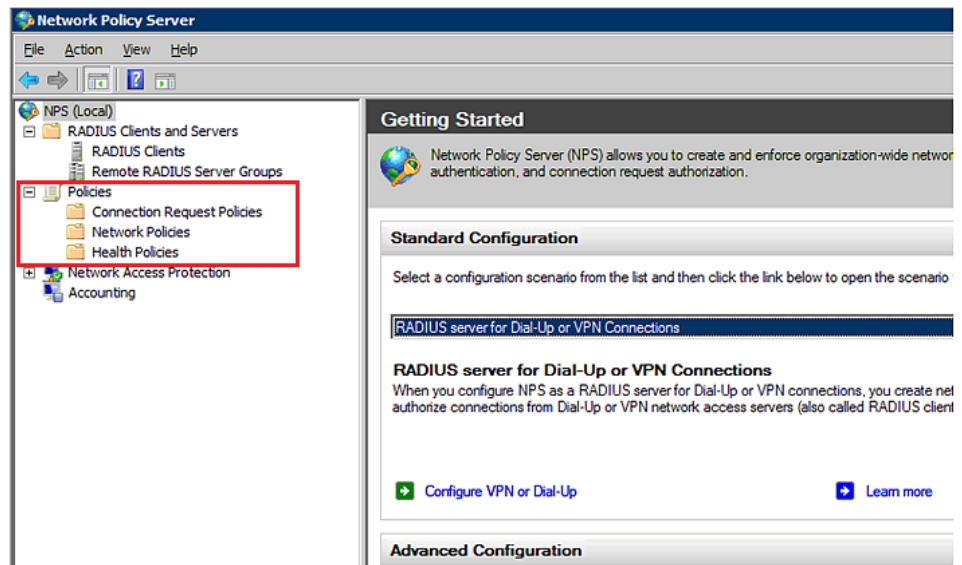 Network Policy Server
File Action View Help
NPS (Local)
RADIUS Clients and Servers
RADIUS Clients
Remote RADIUS Server Groups
Policies
Connection Request Policies
Network Policies
Health Policies
Network Access Protection
Accounting
Getting Started
Network Policy Server (NPS) allows you to create and enforce organization-wide networ
authentication, and connection request authorization.
Standard Configuration
Select a configuration scenario from the list and then click the link below to open the scenario
RADIUS server for Dial-Up or VPN Connections
RADIUS server for Dial-Up or VPN Connections
When you configure NPS as a RADIUS server for Dial-Up or VPN connections, you create net
authorize connections from Dial-Up or VPN network access servers (also called RADIUS client
Configure VPN or Dial-Up
Learn more
Advanced Configuration